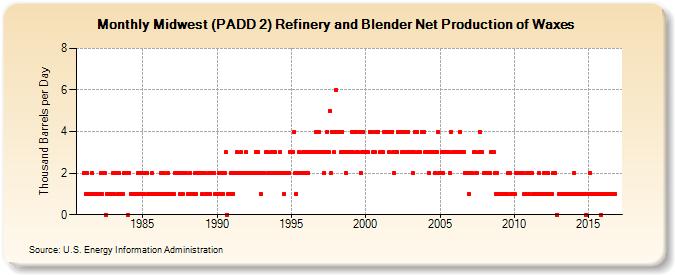 Monthly Midwest (PADD 2) Refinery and Blender Net Production of Waxes
Thousand Barrels per Day
8
6
4
2
0
1985 1990 1995 2000 2005 2010 2015
Source: U.S. Energy Information Administration